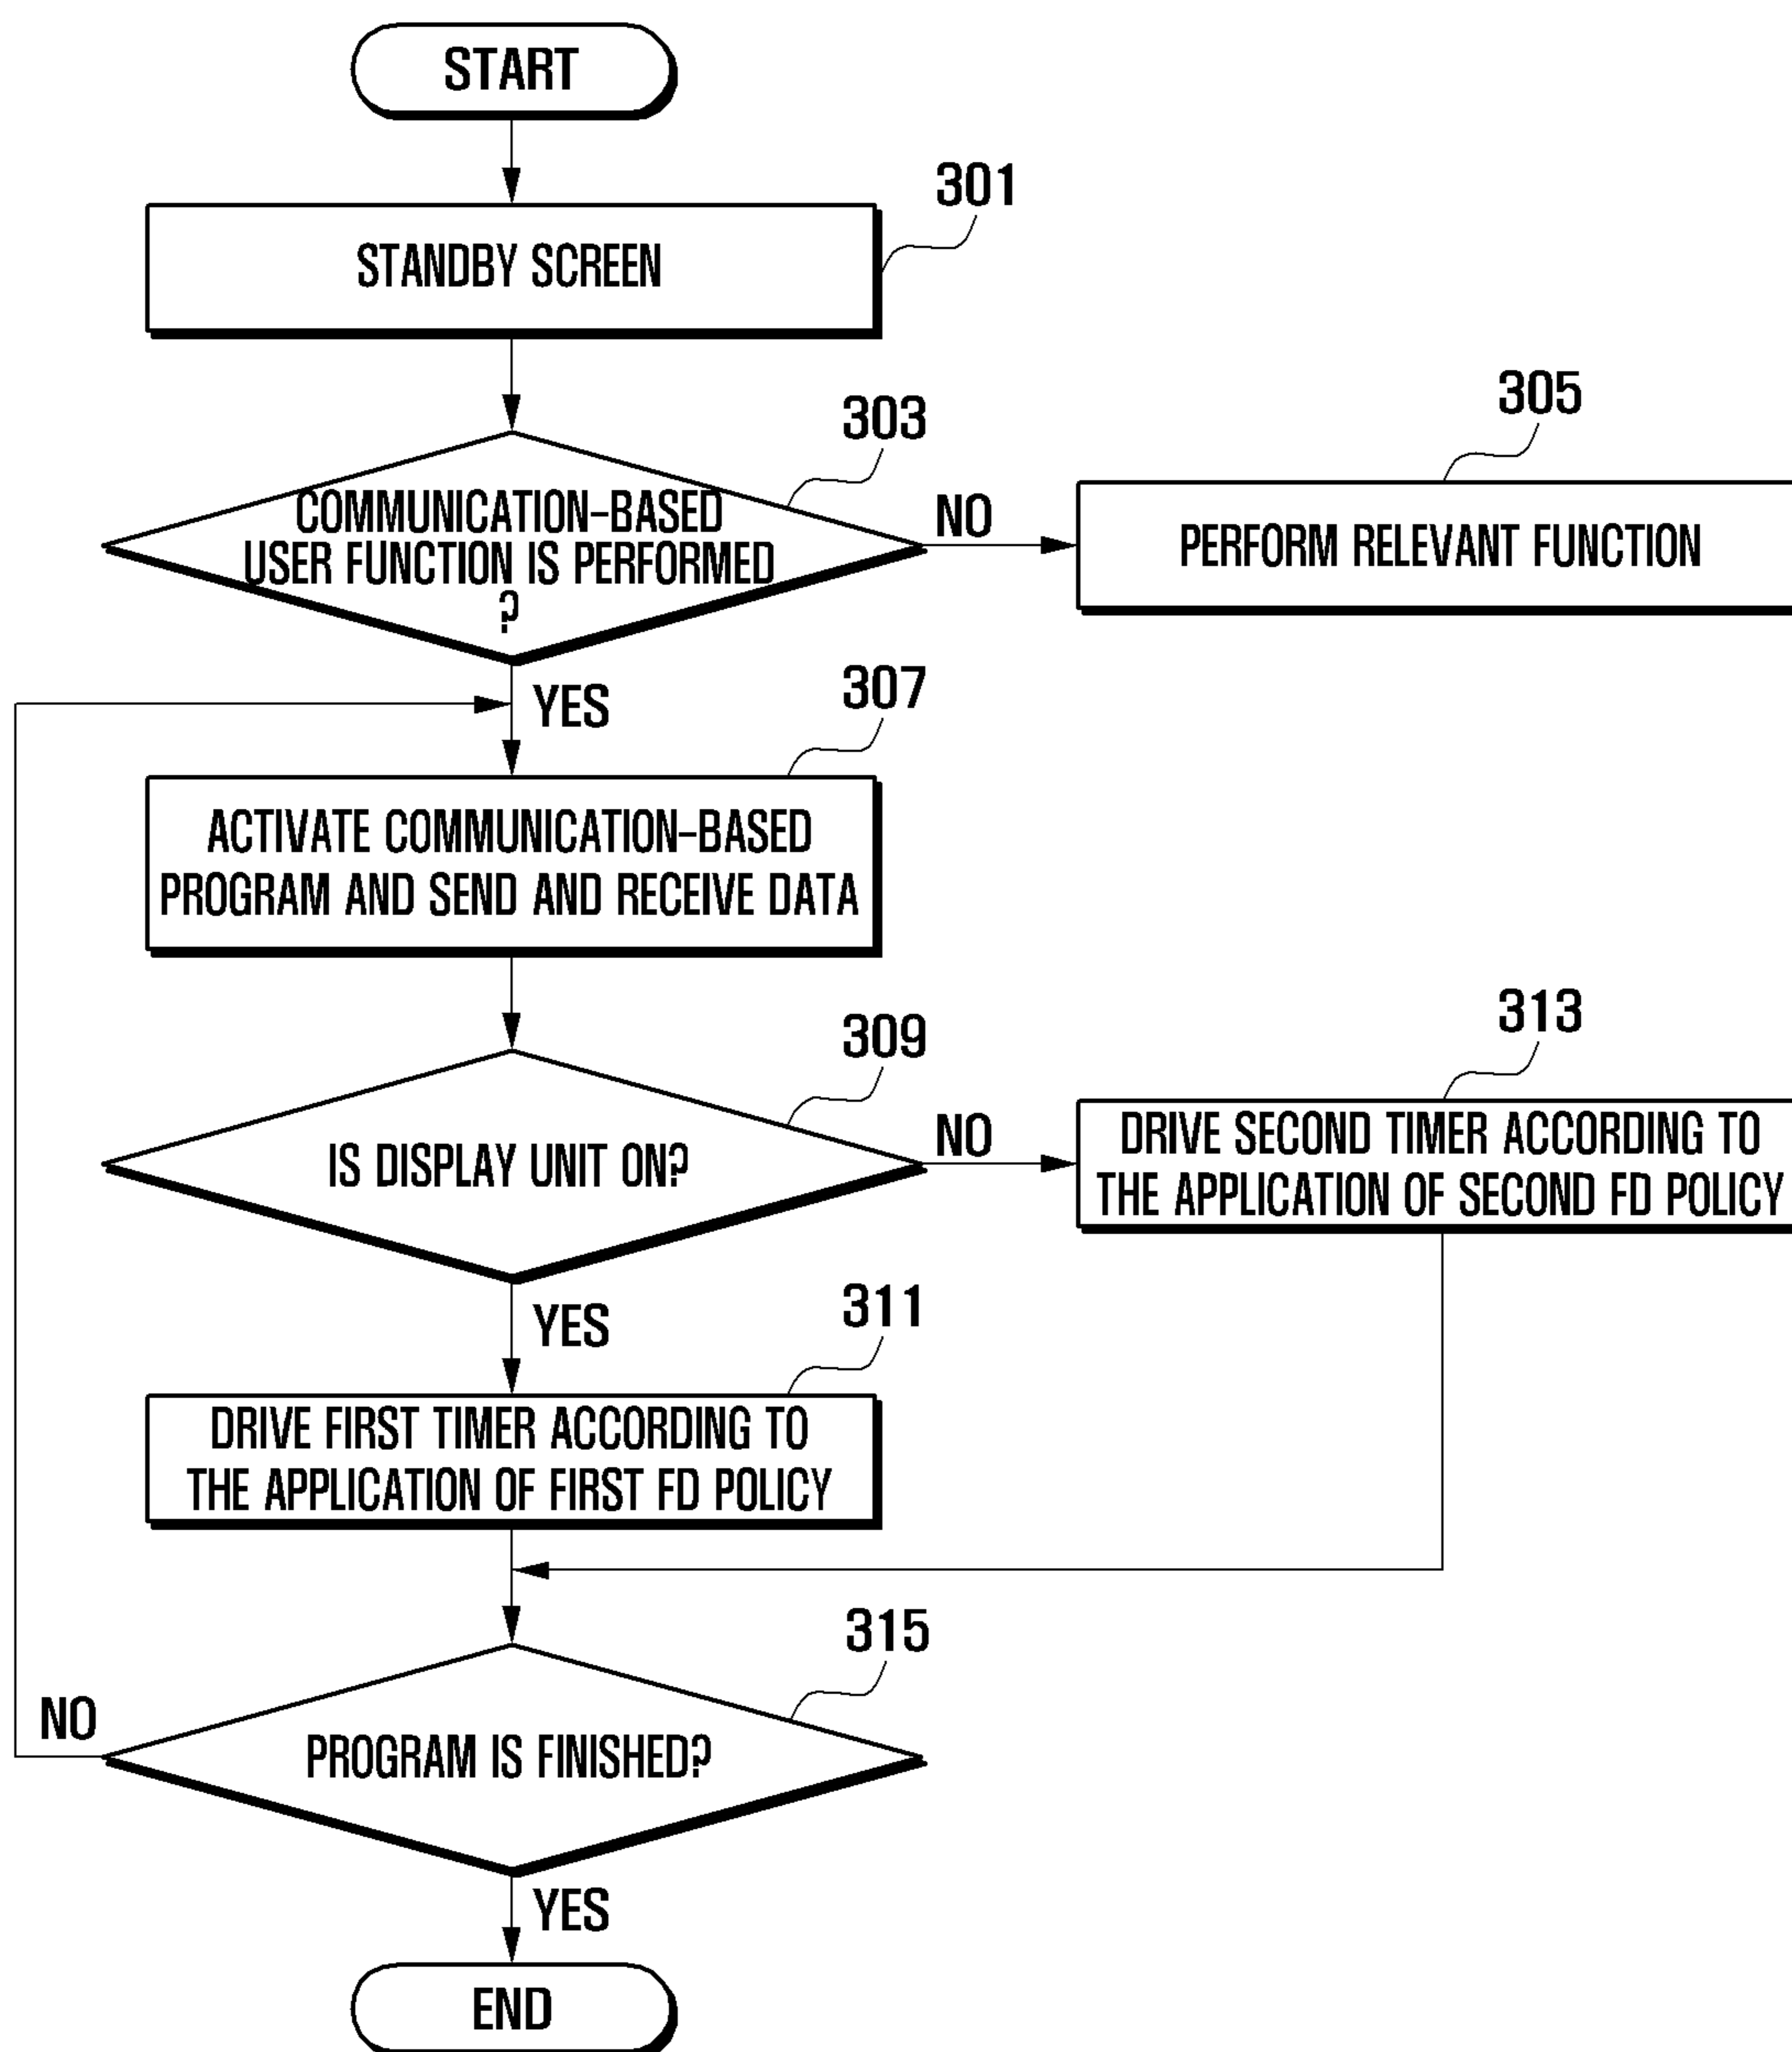 START
301
STANDBY SCREEN
303
COMMUNICATION-BASED
USER FUNCTION IS PERFORMED
?
NO
305
PERFORM RELEVANT FUNCTION
YES
307
ACTIVATE COMMUNICATION-BASED
PROGRAM AND SEND AND RECEIVE DATA
309
IS DISPLAY UNIT ON?
NO
313
DRIVE SECOND TIMER ACCORDING TO
THE APPLICATION OF SECOND FD POLICY
YES
311
DRIVE FIRST TIMER ACCORDING TO
THE APPLICATION OF FIRST FD POLICY
315
NO
PROGRAM IS FINISHED?
YES
END